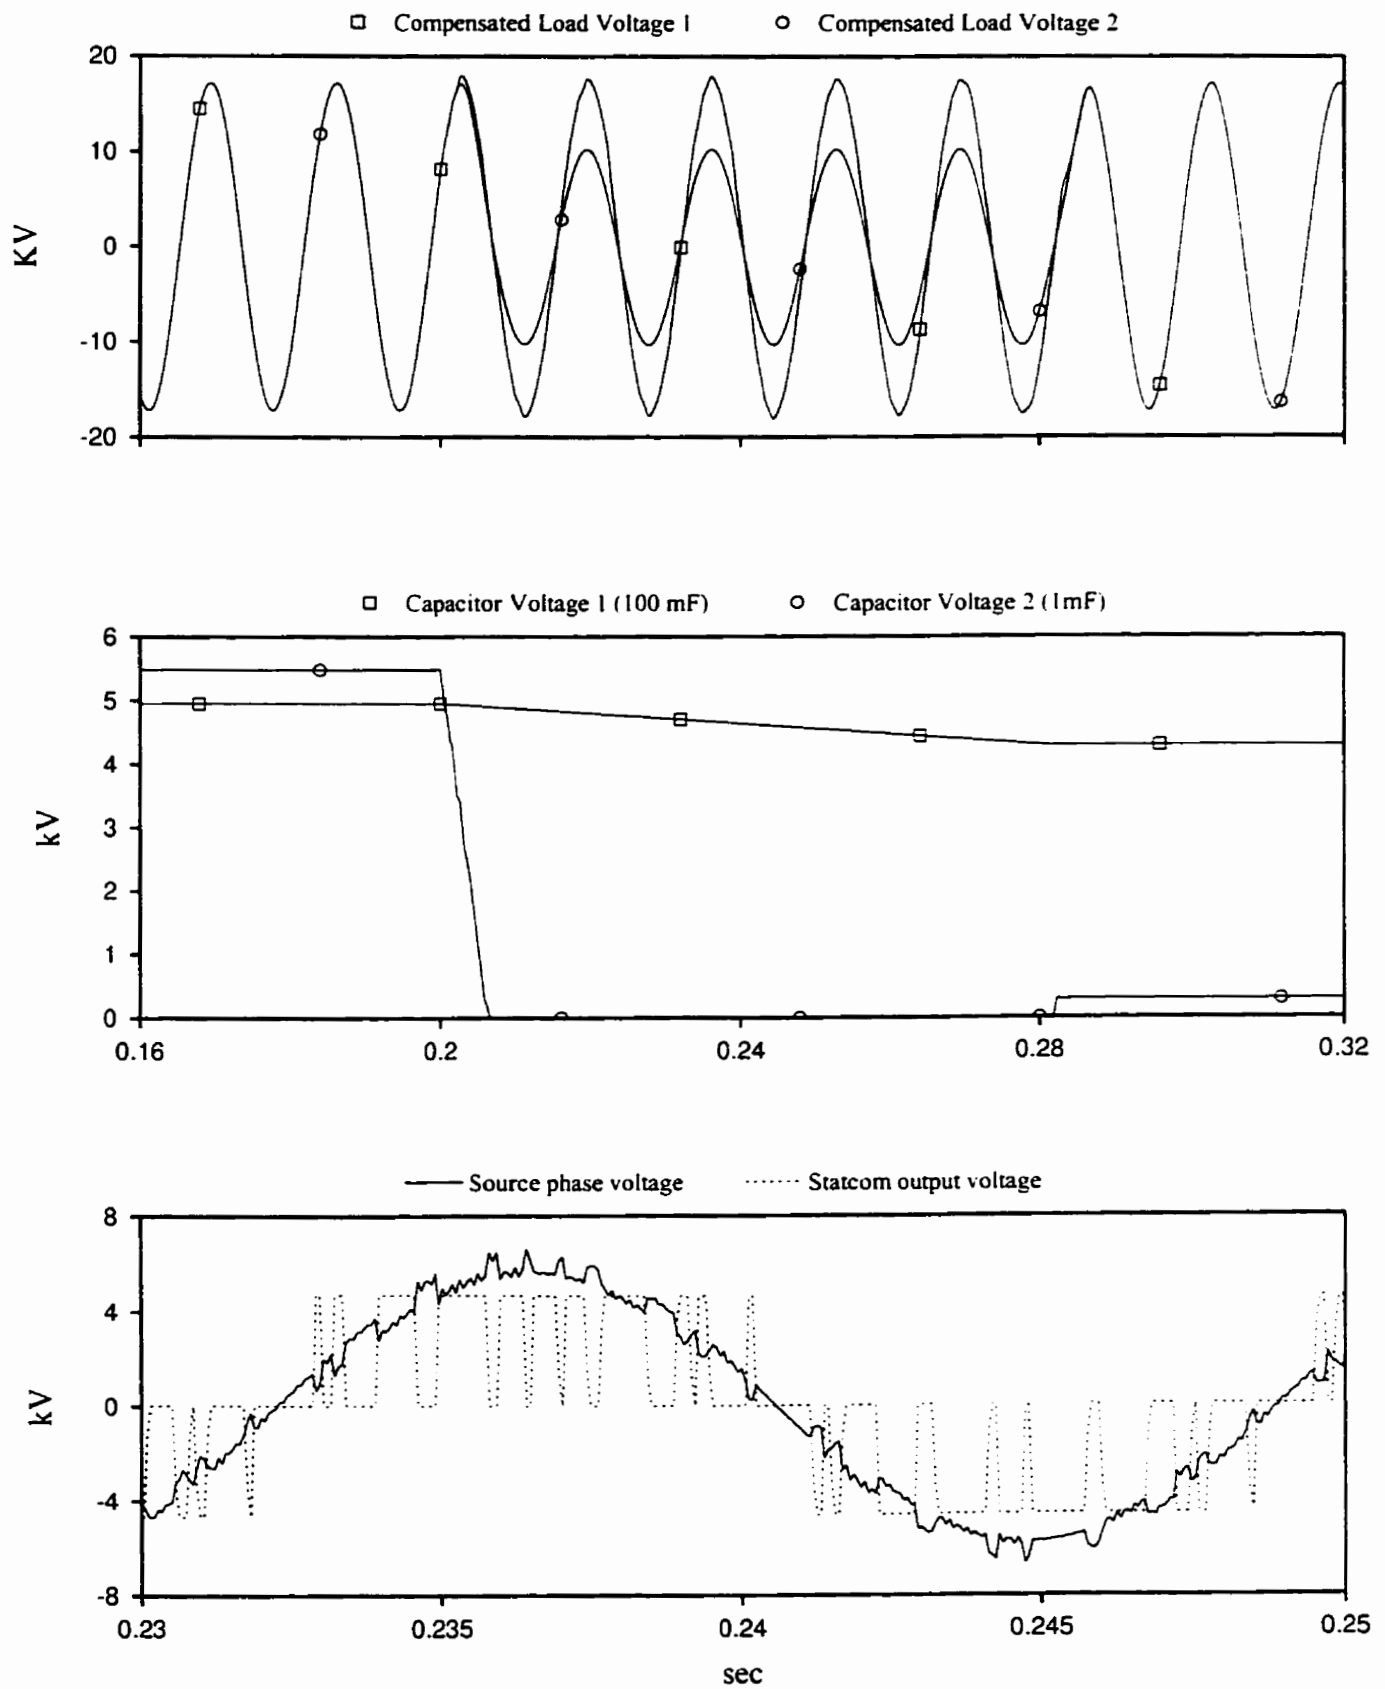 Compensated Load Voltage 1 Compensated Load Voltage 2
20
10
0
-10
-20
KV
Capacitor Voltage 1 (100 mF) Capacitor Voltage 2 (1mF)
6
5
4
3
2
1
0
kV
0.16 0.2 0.24 0.28 0.32
Source phase voltage Statcom output voltage
8
4
0
-4
-8
kV
0.23 0.235 0.24 0.245 0.25
sec